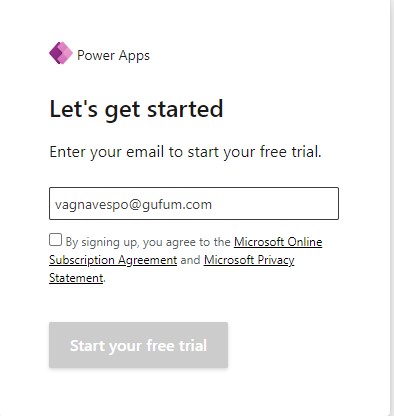 Power Apps
Let's get started
Enter your email to start your free trial.
vagnavespo@gufum.com
By signing up, you agree to the Microsoft Online
Subscription Agreement and Microsoft Privacy
Statement.
Start your free trial